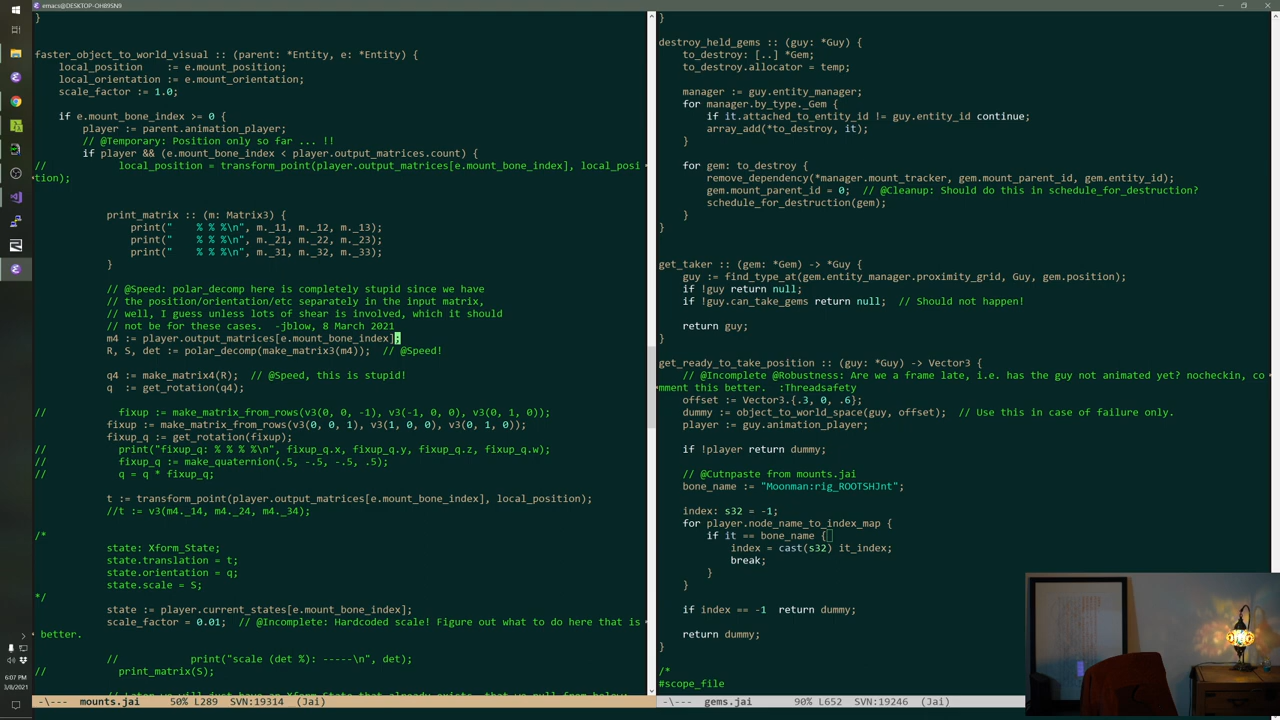 emacs@DESKTOP-OH89SN9
}
faster_object_to_world_visual :: (parent: *Entity, e: *Entity) {
local_position    := e.mount_position;
local_orientation := e.mount_orientation;
scale_factor := 1.0;
if e.mount_bone_index >= 0 {
player := parent.animation_player;
// @Temporary: Position only so far ... !!
if player && (e.mount_bone_index < player.output_matrices.count) {
//            local_position = transform_point(player.output_matrices[e.mount_bone_index], local_posi
tion);
print_matrix :: (m: Matrix3) {
print("    % % %\n", m._11, m._12, m._13);
print("    % % %\n", m._21, m._22, m._23);
print("    % % %\n", m._31, m._32, m._33);
}
// @Speed: polar_decomp here is completely stupid since we have
// the position/orientation/etc separately in the input matrix,
// well, I guess unless lots of shear is involved, which it should
// not be for these cases.  -jblow, 8 March 2021
m4 := player.output_matrices[e.mount_bone_index];
R, S, det := polar_decomp(make_matrix3(m4));  // @Speed!
q4 := make_matrix4(R);  // @Speed, this is stupid!
q  := get_rotation(q4);
//            fixup := make_matrix_from_rows(v3(0, 0, -1), v3(-1, 0, 0), v3(0, 1, 0));
fixup := make_matrix_from_rows(v3(0, 0, 1), v3(1, 0, 0), v3(0, 1, 0));
fixup_q := get_rotation(fixup);
//            print("fixup_q: % % % %\n", fixup_q.x, fixup_q.y, fixup_q.z, fixup_q.w);
//            fixup_q := make_quaternion(.5, -.5, -.5, .5);
//            q = q * fixup_q;
t := transform_point(player.output_matrices[e.mount_bone_index], local_position);
//t := v3(m4._14, m4._24, m4._34);
/*
state: Xform_State;
state.translation = t;
state.orientation = q;
state.scale = S;
*/
state := player.current_states[e.mount_bone_index];
scale_factor = 0.01;  // @Incomplete: Hardcoded scale! Figure out what to do here that is
better.
//            print("scale (det %): -----\n", det);
//            print_matrix(S);
-\---  mounts.jai     50% L289   SVN:19314  (Jai)
}
destroy_held_gems :: (guy: *Guy) {
to_destroy: [..] *Gem;
to_destroy.allocator = temp;
manager := guy.entity_manager;
for manager.by_type._Gem {
if it.attached_to_entity_id != guy.entity_id continue;
array_add(*to_destroy, it);
}
for gem: to_destroy {
remove_dependency(*manager.mount_tracker, gem.mount_parent_id, gem.entity_id);
gem.mount_parent_id = 0;  // @Cleanup: Should do this in schedule_for_destruction?
schedule_for_destruction(gem);
}
}
get_taker :: (gem: *Gem) -> *Guy {
guy := find_type_at(gem.entity_manager.proximity_grid, Guy, gem.position);
if !guy return null;
if !guy.can_take_gems return null;  // Should not happen!
return guy;
}
get_ready_to_take_position :: (guy: *Guy) -> Vector3 {
// @Incomplete @Robustness: Are we a frame late, i.e. has the guy not animated yet? nocheckin, co
mment this better.  :Threadsafety
offset := Vector3.{.3, 0, .6};
dummy := object_to_world_space(guy, offset);  // Use this in case of failure only.
player := guy.animation_player;
if !player return dummy;
// @Cutnpaste from mounts.jai
bone_name := "Moonman:rig_ROOTSHJnt";
index: s32 = -1;
for player.node_name_to_index_map {
if it == bone_name {
index = cast(s32) it_index;
break;
}
}
if index == -1  return dummy;
return dummy;
}
/*
#scope_file
-\---  gems.jai       90% L652   SVN:19246  (Jai)
6:07 PM
3/8/2021